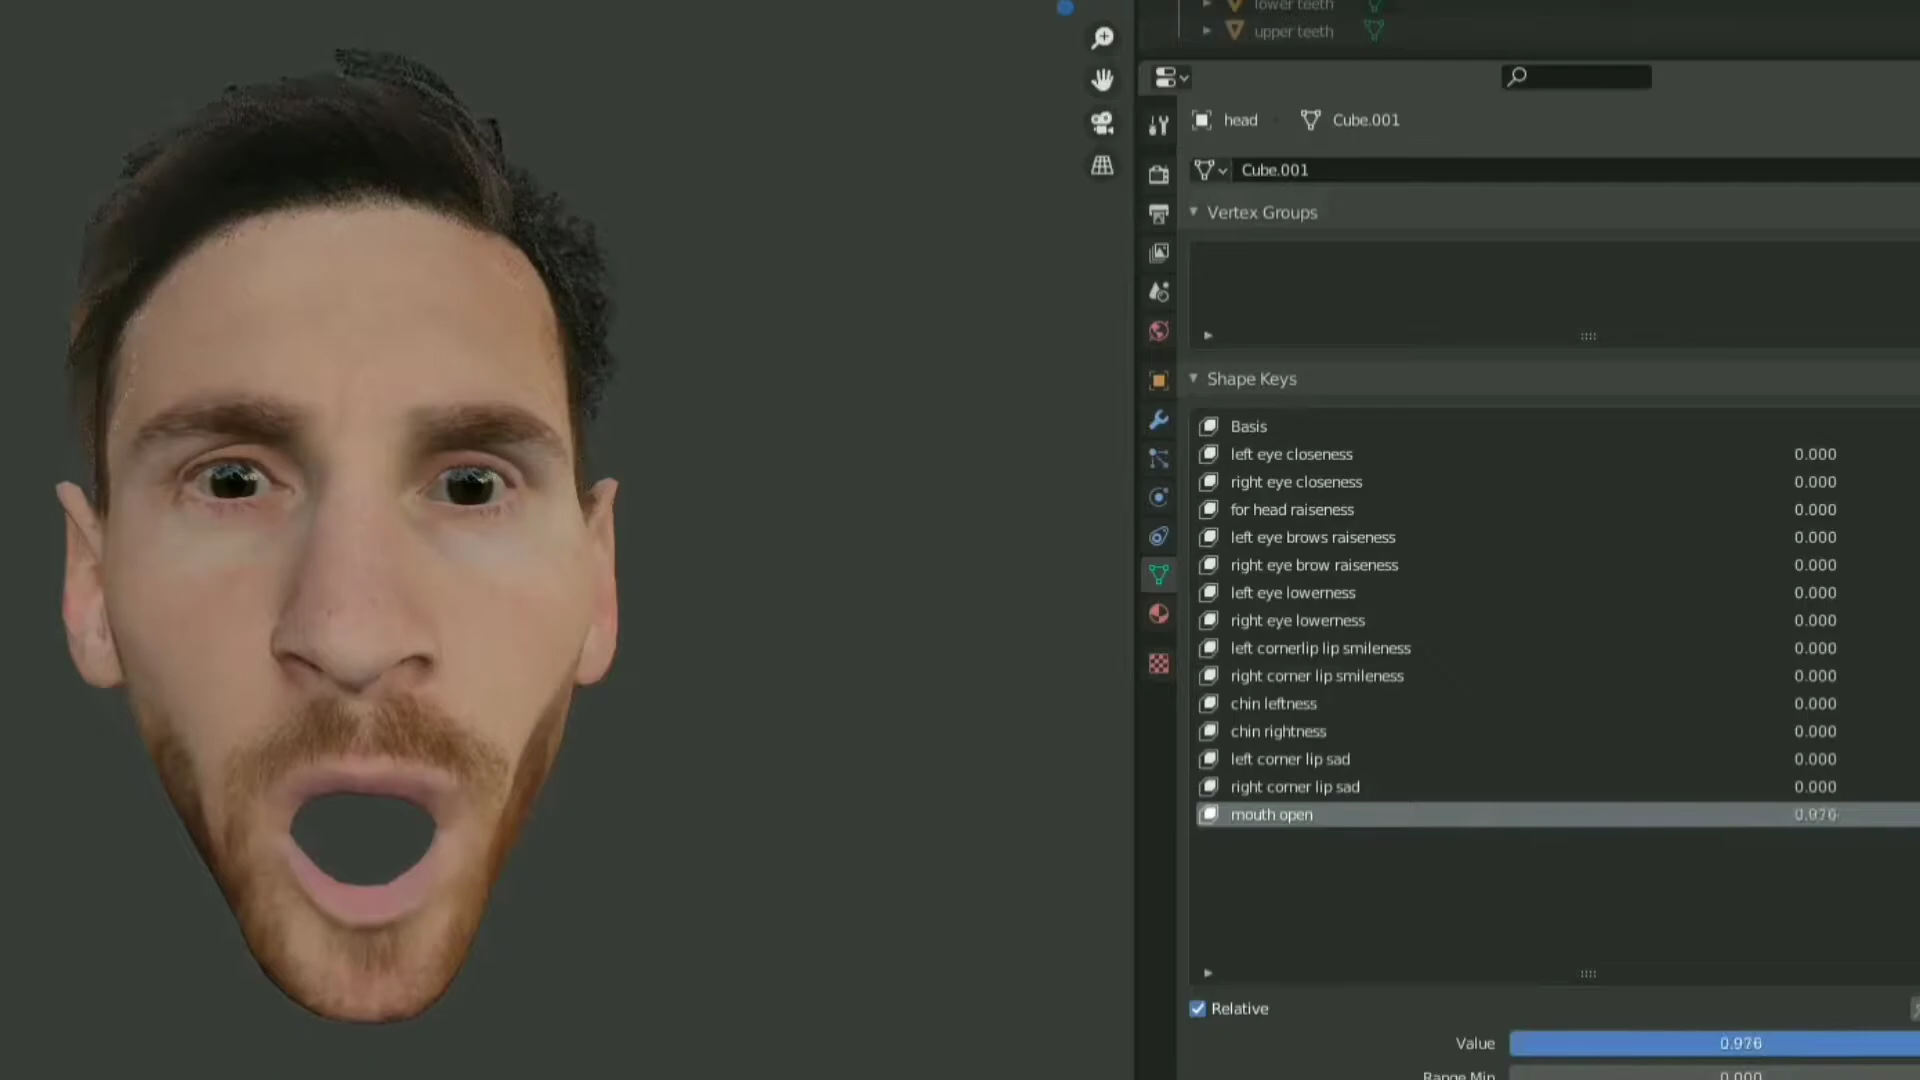 lower teeth
upper teeth
head
Cube.001
Cube.001
Vertex Groups
Shape Keys
Basis
left eye closeness 0.000
right eye closeness 0.000
for head raiseness 0.000
left eye brows raiseness 0.000
right eye brow raiseness 0.000
left eye lowerness 0.000
right eye lowerness 0.000
left cornerlip lip smileness 0.000
right corner lip smileness 0.000
chin leftness 0.000
chin rightness 0.000
left corner lip sad 0.000
right corner lip sad 0.000
mouth open 0.976
Relative
Value 0.976
Range Min 0.000